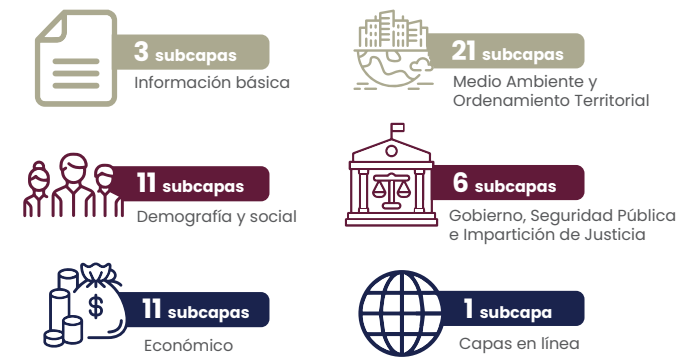 3 subcapas
Información básica
21 subcapas
Medio Ambiente y
Ordenamiento Territorial
11 subcapas
Demografía y social
6 subcapas
Gobierno, Seguridad Pública
e Impartición de Justicia
$
11 subcapas
Económico
1 subcapa
Capas en línea